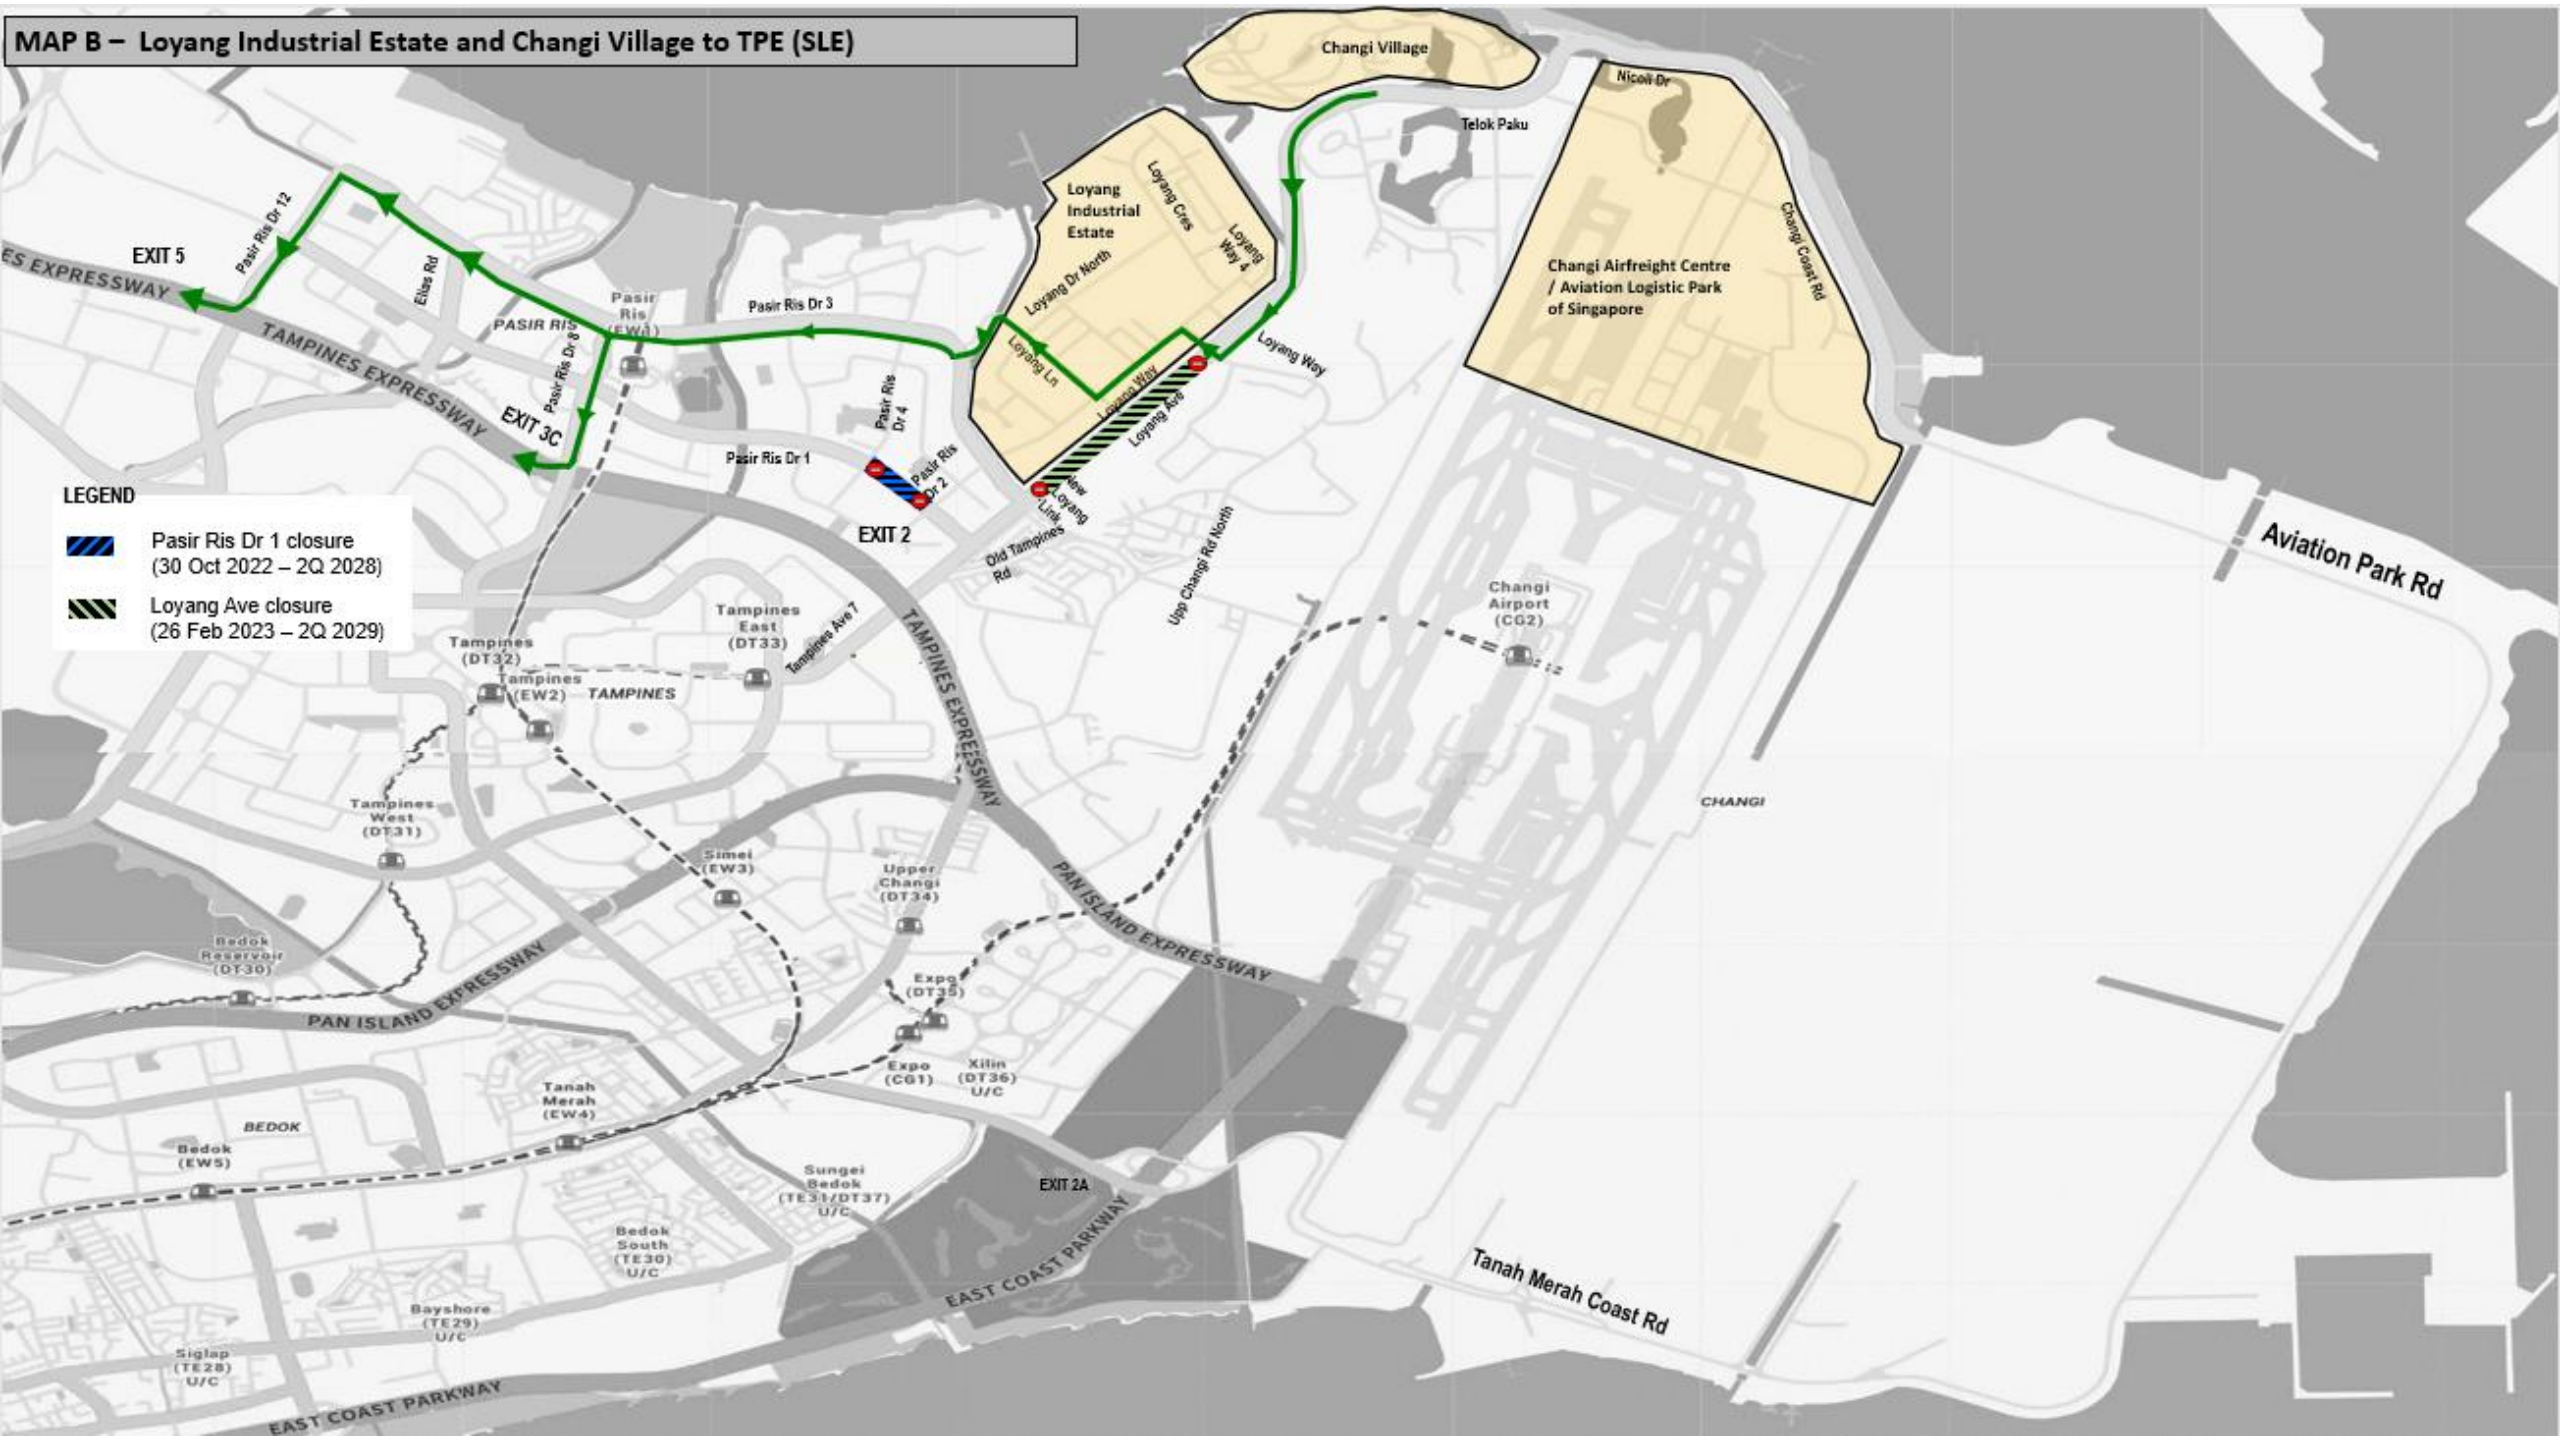 MAP B – Loyang Industrial Estate and Changi Village to TPE (SLE)
Changi Village
Nicoll Dr
Telok Paku
Loyang
Industrial
Estate
Loyang Cres
Loyang
Way 4
Loyang Dr North
Changi Coast Rd
Changi Airfreight Centre
/ Aviation Logistic Park
of Singapore
Pasir Ris Dr 12
EXIT 5
ES EXPRESSWAY
Elias Rd
PASIR RIS
Pasir
Ris
(EW1)
Pasir Ris Dr 3
Loyang Way
Loyang Ln
Loyang Way
Loyang Ave
TAMPINES EXPRESSWAY
Pasir Ris Dr 8
EXIT 3C
Pasir Ris
Dr 4
Pasir Ris Dr 1
Pasir Ris
Dr 2
New
Loyang
Link
EXIT 2
Old Tampines
Rd
Upp Changi Rd North
LEGEND
Pasir Ris Dr 1 closure
(30 Oct 2022 – 2Q 2028)
Loyang Ave closure
(26 Feb 2023 – 2Q 2029)
Aviation Park Rd
Changi
Airport
(CG2)
Tampines
East
(DT33)
Tampines Ave 7
TAMPINES EXPRESSWAY
Tampines
(DT32)
Tampines
(EW2)
TAMPINES
CHANGI
Tampines
West
(DT31)
Simei
(EW3)
Upper
Changi
(DT34)
PAN ISLAND EXPRESSWAY
Bedok
Reservoir
(DT30)
PAN ISLAND EXPRESSWAY
Expo
(DT35)
Expo
(CG1)
Xilin
(DT36)
U/C
Tanah
Merah
(EW4)
BEDOK
Bedok
(EW5)
Sungei
Bedok
(TE31/DT37)
U/C
EXIT 2A
Bedok
South
(TE30)
U/C
EAST COAST PARKWAY
Tanah Merah Coast Rd
Bayshore
(TE29)
U/C
Siglap
(TE28)
U/C
EAST COAST PARKWAY